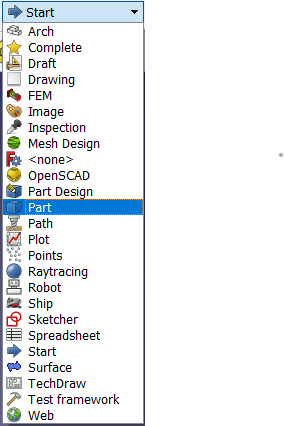 Start
Arch
Complete
Draft
Drawing
FEM
Image
Inspection
Mesh Design
<none>
OpenSCAD
Part Design
Part
Path
Plot
Points
Raytracing
Robot
Ship
Sketcher
Spreadsheet
Start
Surface
TechDraw
Test framework
Web